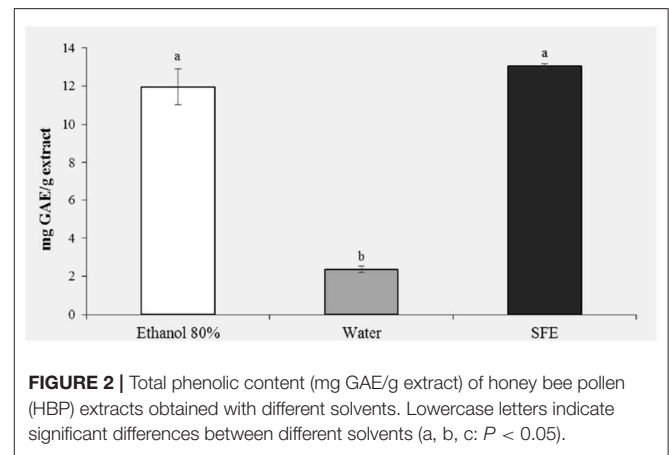 14
12
10
8
6
4
2
0
mg GAE/g extract
a
b
a
Ethanol 80%
Water
SFE
FIGURE 2 | Total phenolic content (mg GAE/g extract) of honey bee pollen
(HBP) extracts obtained with different solvents. Lowercase letters indicate
significant differences between different solvents (a, b, c: P < 0.05).